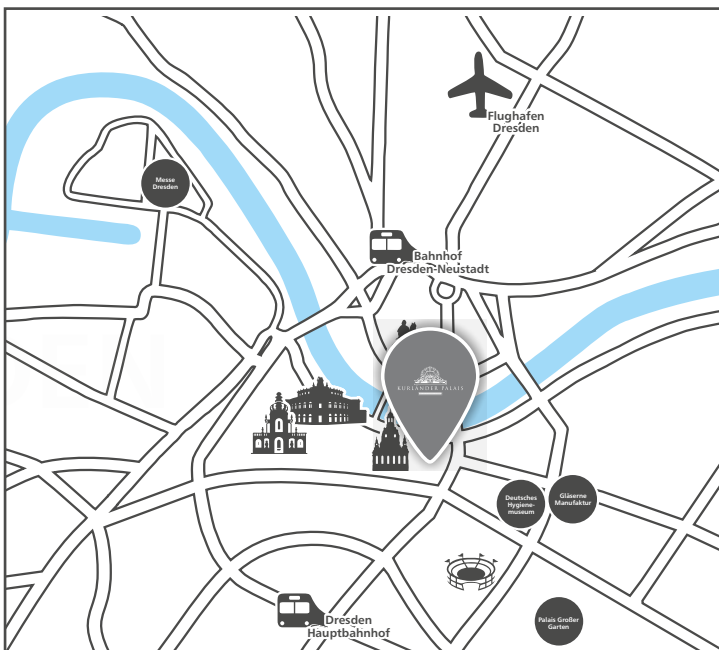 Flughafen
Dresden
Messe
Dresden
Bahnhof
Dresden-Neustadt
KURLÄNDER PALAIS
Deutsches
Hygiene-
museum
Gläserne
Manufaktur
Dresden
Hauptbahnhof
Palais Großer
Garten